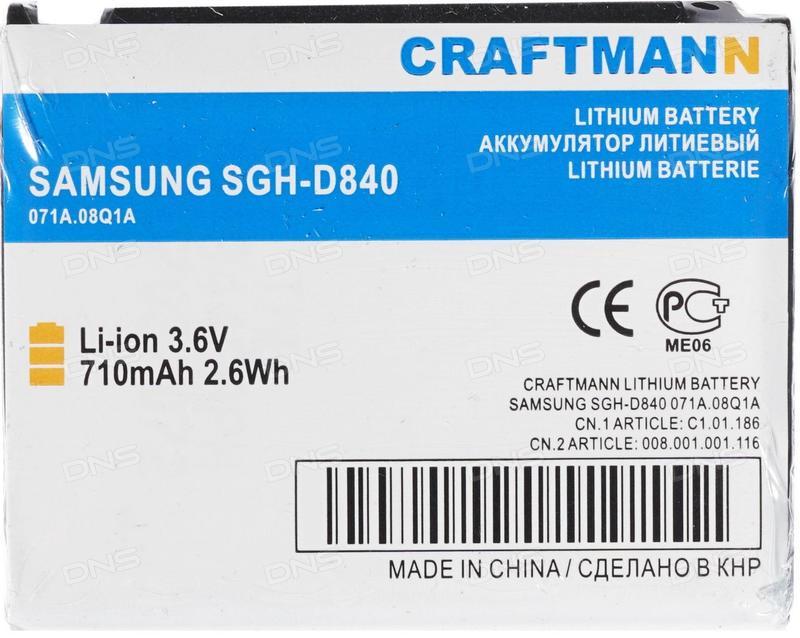 CRAFTMANN
LITHIUM BATTERY
АККУМУЛЯТОР ЛИТИЕВЫЙ
LITHIUM BATTERIE
SAMSUNG SGH-D840
071A.08Q1A
CE PCT
ME06
Li-ion 3.6V
710mAh 2.6Wh
CRAFTMANN LITHIUM BATTERY
SAMSUNG SGH-D840 071A.08Q1A
CN.1 ARTICLE: C1.01.186
CN.2 ARTICLE: 008.001.001.116
MADE IN CHINA / СДЕЛАНО В КНР
DNS